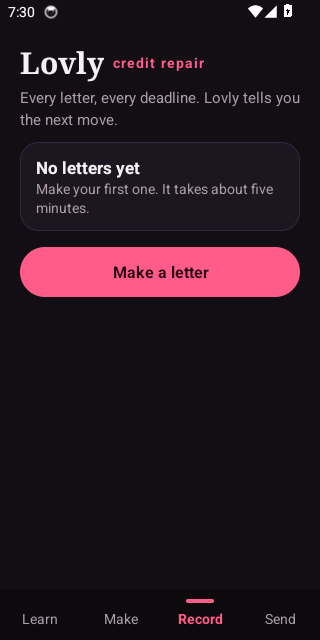 7:30
Lovly credit repair
Every letter, every deadline. Lovly tells you
the next move.
No letters yet
Make your first one. It takes about five
minutes.
Make a letter
Learn Make Record Send